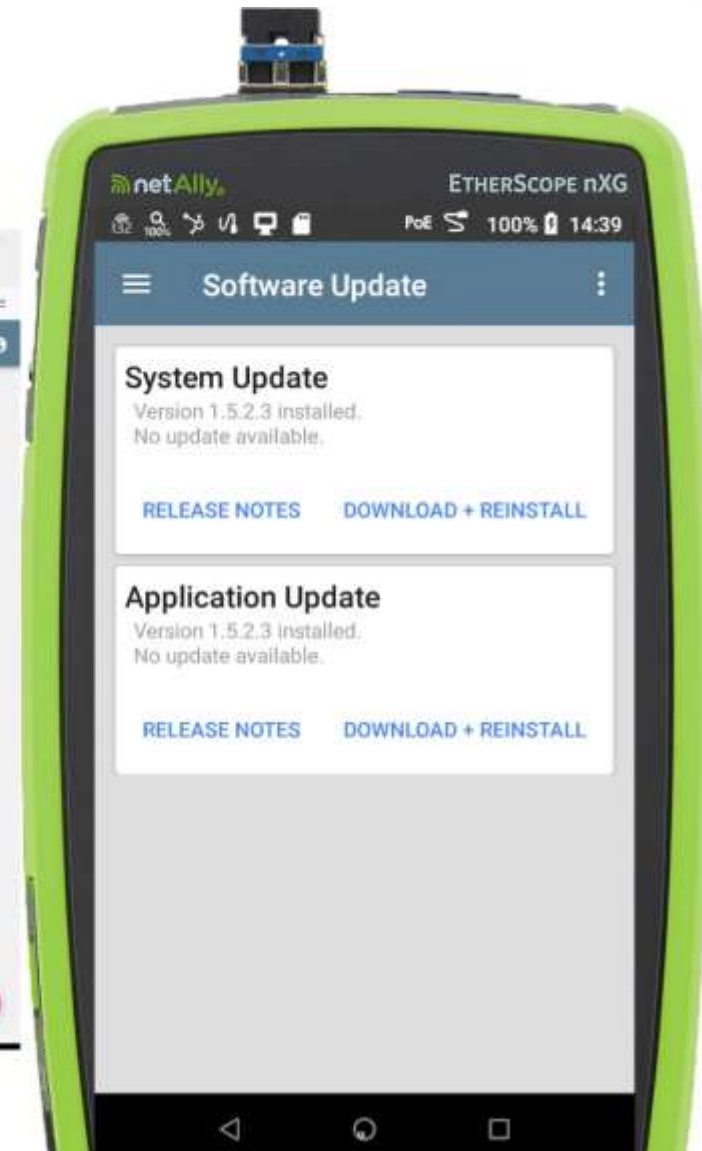 netAlly®
ETHERSCOPE nXG
100%
PoE
100%
14:39
Software Update
System Update
Version 1.5.2.3 installed.
No update available.
RELEASE NOTES
DOWNLOAD + REINSTALL
Application Update
Version 1.5.2.3 installed.
No update available.
RELEASE NOTES
DOWNLOAD + REINSTALL